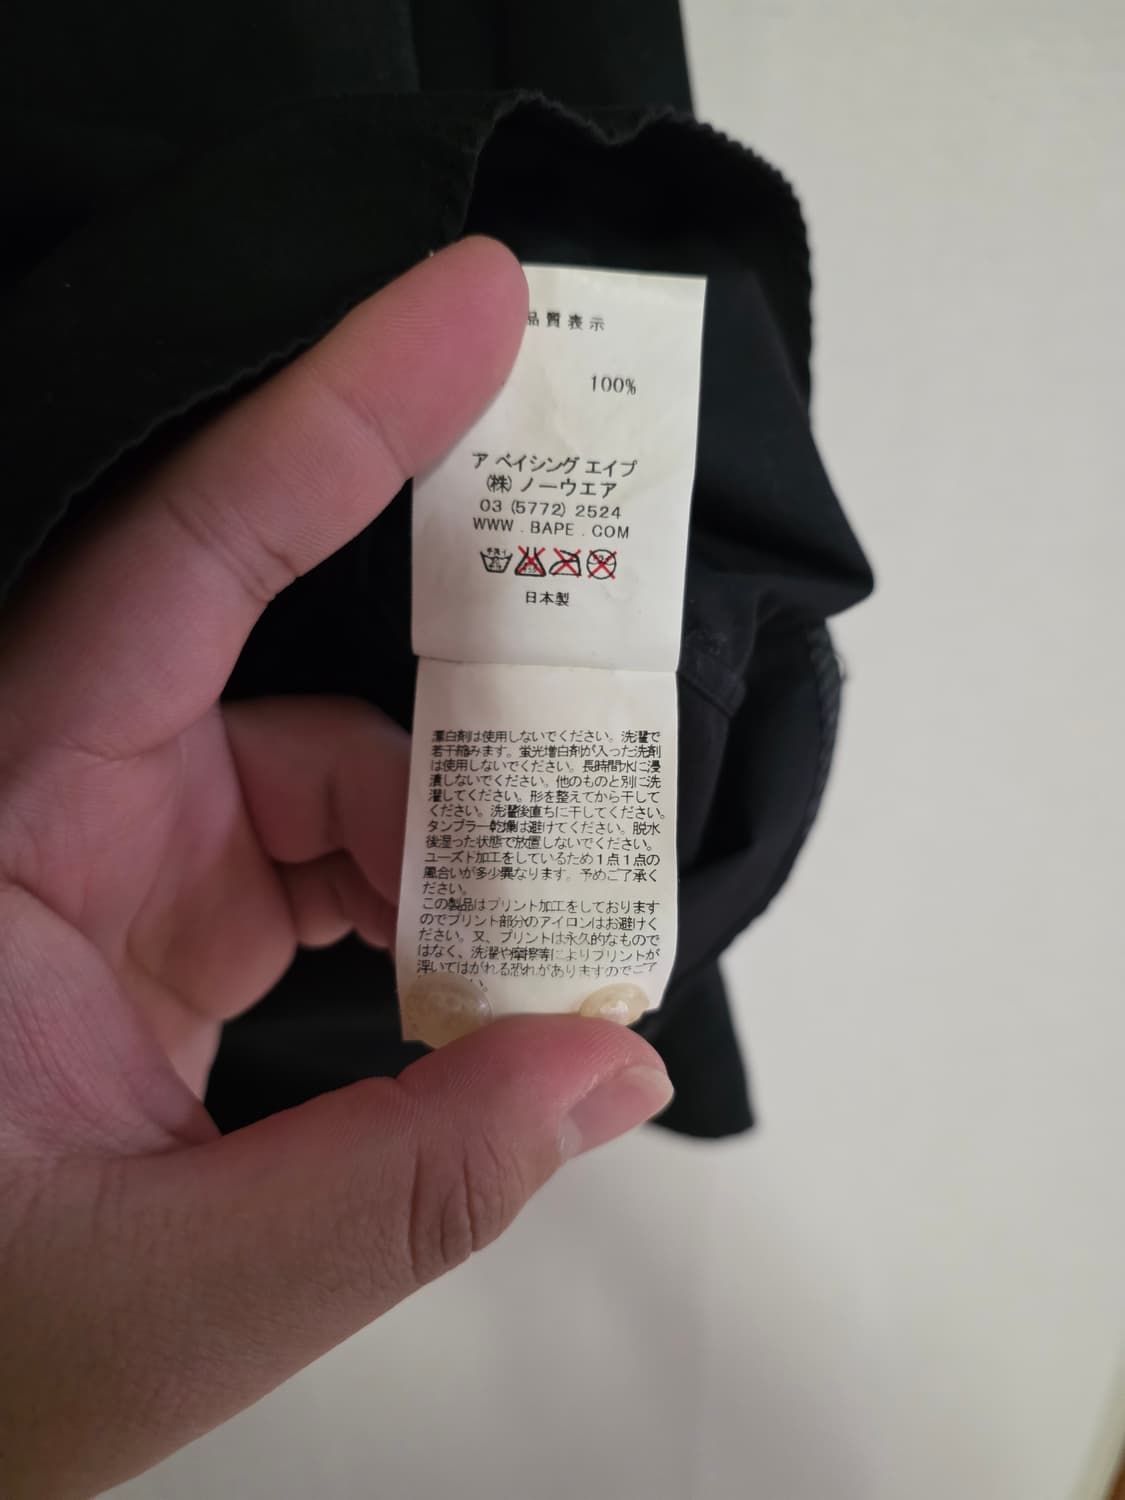 品質表示
100%
ア ベイシング エイプ
(株) ノーウエア
03 (5772) 2524
WWW . BAPE . COM
日本製
漂白剤は使用しないでください。洗濯で
若干縮みます。蛍光増白剤が入った洗剤
は使用しないでください。長時間水に浸
漬しないでください。他のものと別に洗
濯してください。形を整えてから干して
ください。洗濯後直ちに干してください。
タンブラー乾燥は避けてください。脱水
後湿った状態で放置しないでください。
ユーズド加工をしているため1点1点の
風合いが多少異なります。予めご了承く
ださい。
この製品はプリント加工をしております
のでプリント部分のアイロンはお避けく
ださい。又、プリントは永久的なもので
はなく、洗濯や摩擦等によりプリントが
浮いてはがれる恐れがありますのでご了
い。